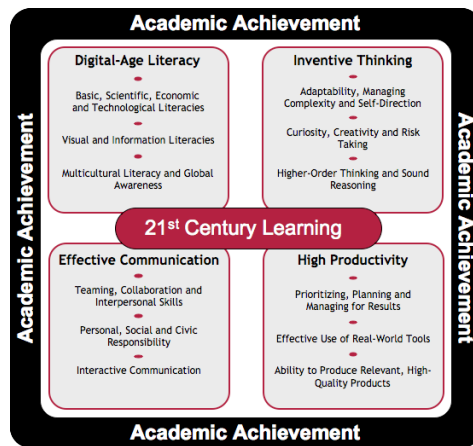 Academic Achievement
Academic Achievement
Academic Achievement
Digital-Age Literacy
Basic, Scientific, Economic
and Technological Literacies
Visual and Information Literacies
Multicultural Literacy and Global
Awareness
Inventive Thinking
Adaptability, Managing
Complexity and Self-Direction
Curiosity, Creativity and Risk
Taking
Higher-Order Thinking and Sound
Reasoning
21st Century Learning
Effective Communication
Teaming, Collaboration and
Interpersonal Skills
Personal, Social and Civic
Responsibility
Interactive Communication
High Productivity
Prioritizing, Planning and
Managing for Results
Effective Use of Real-World Tools
Ability to Produce Relevant, High-
Quality Products
Academic Achievement